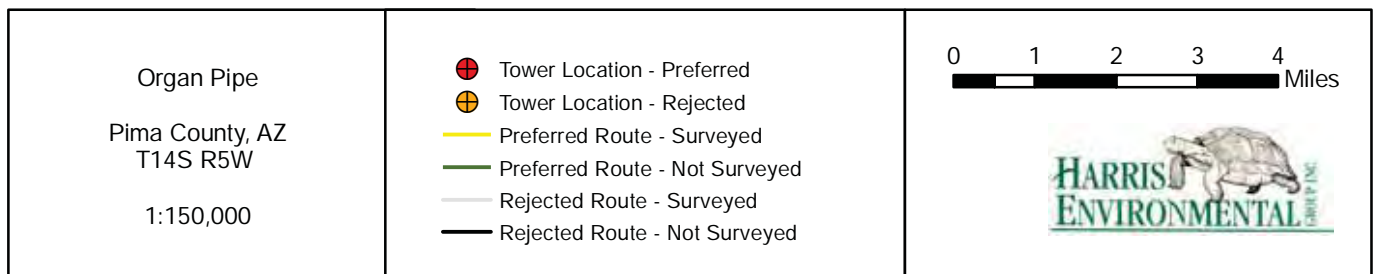 Organ Pipe
Pima County, AZ
T14S R5W
1:150,000
Tower Location - Preferred
Tower Location - Rejected
Preferred Route - Surveyed
Preferred Route - Not Surveyed
Rejected Route - Surveyed
Rejected Route - Not Surveyed
0 1 2 3 4
Miles
HARRIS
ENVIRONMENTAL
GROUP INC.